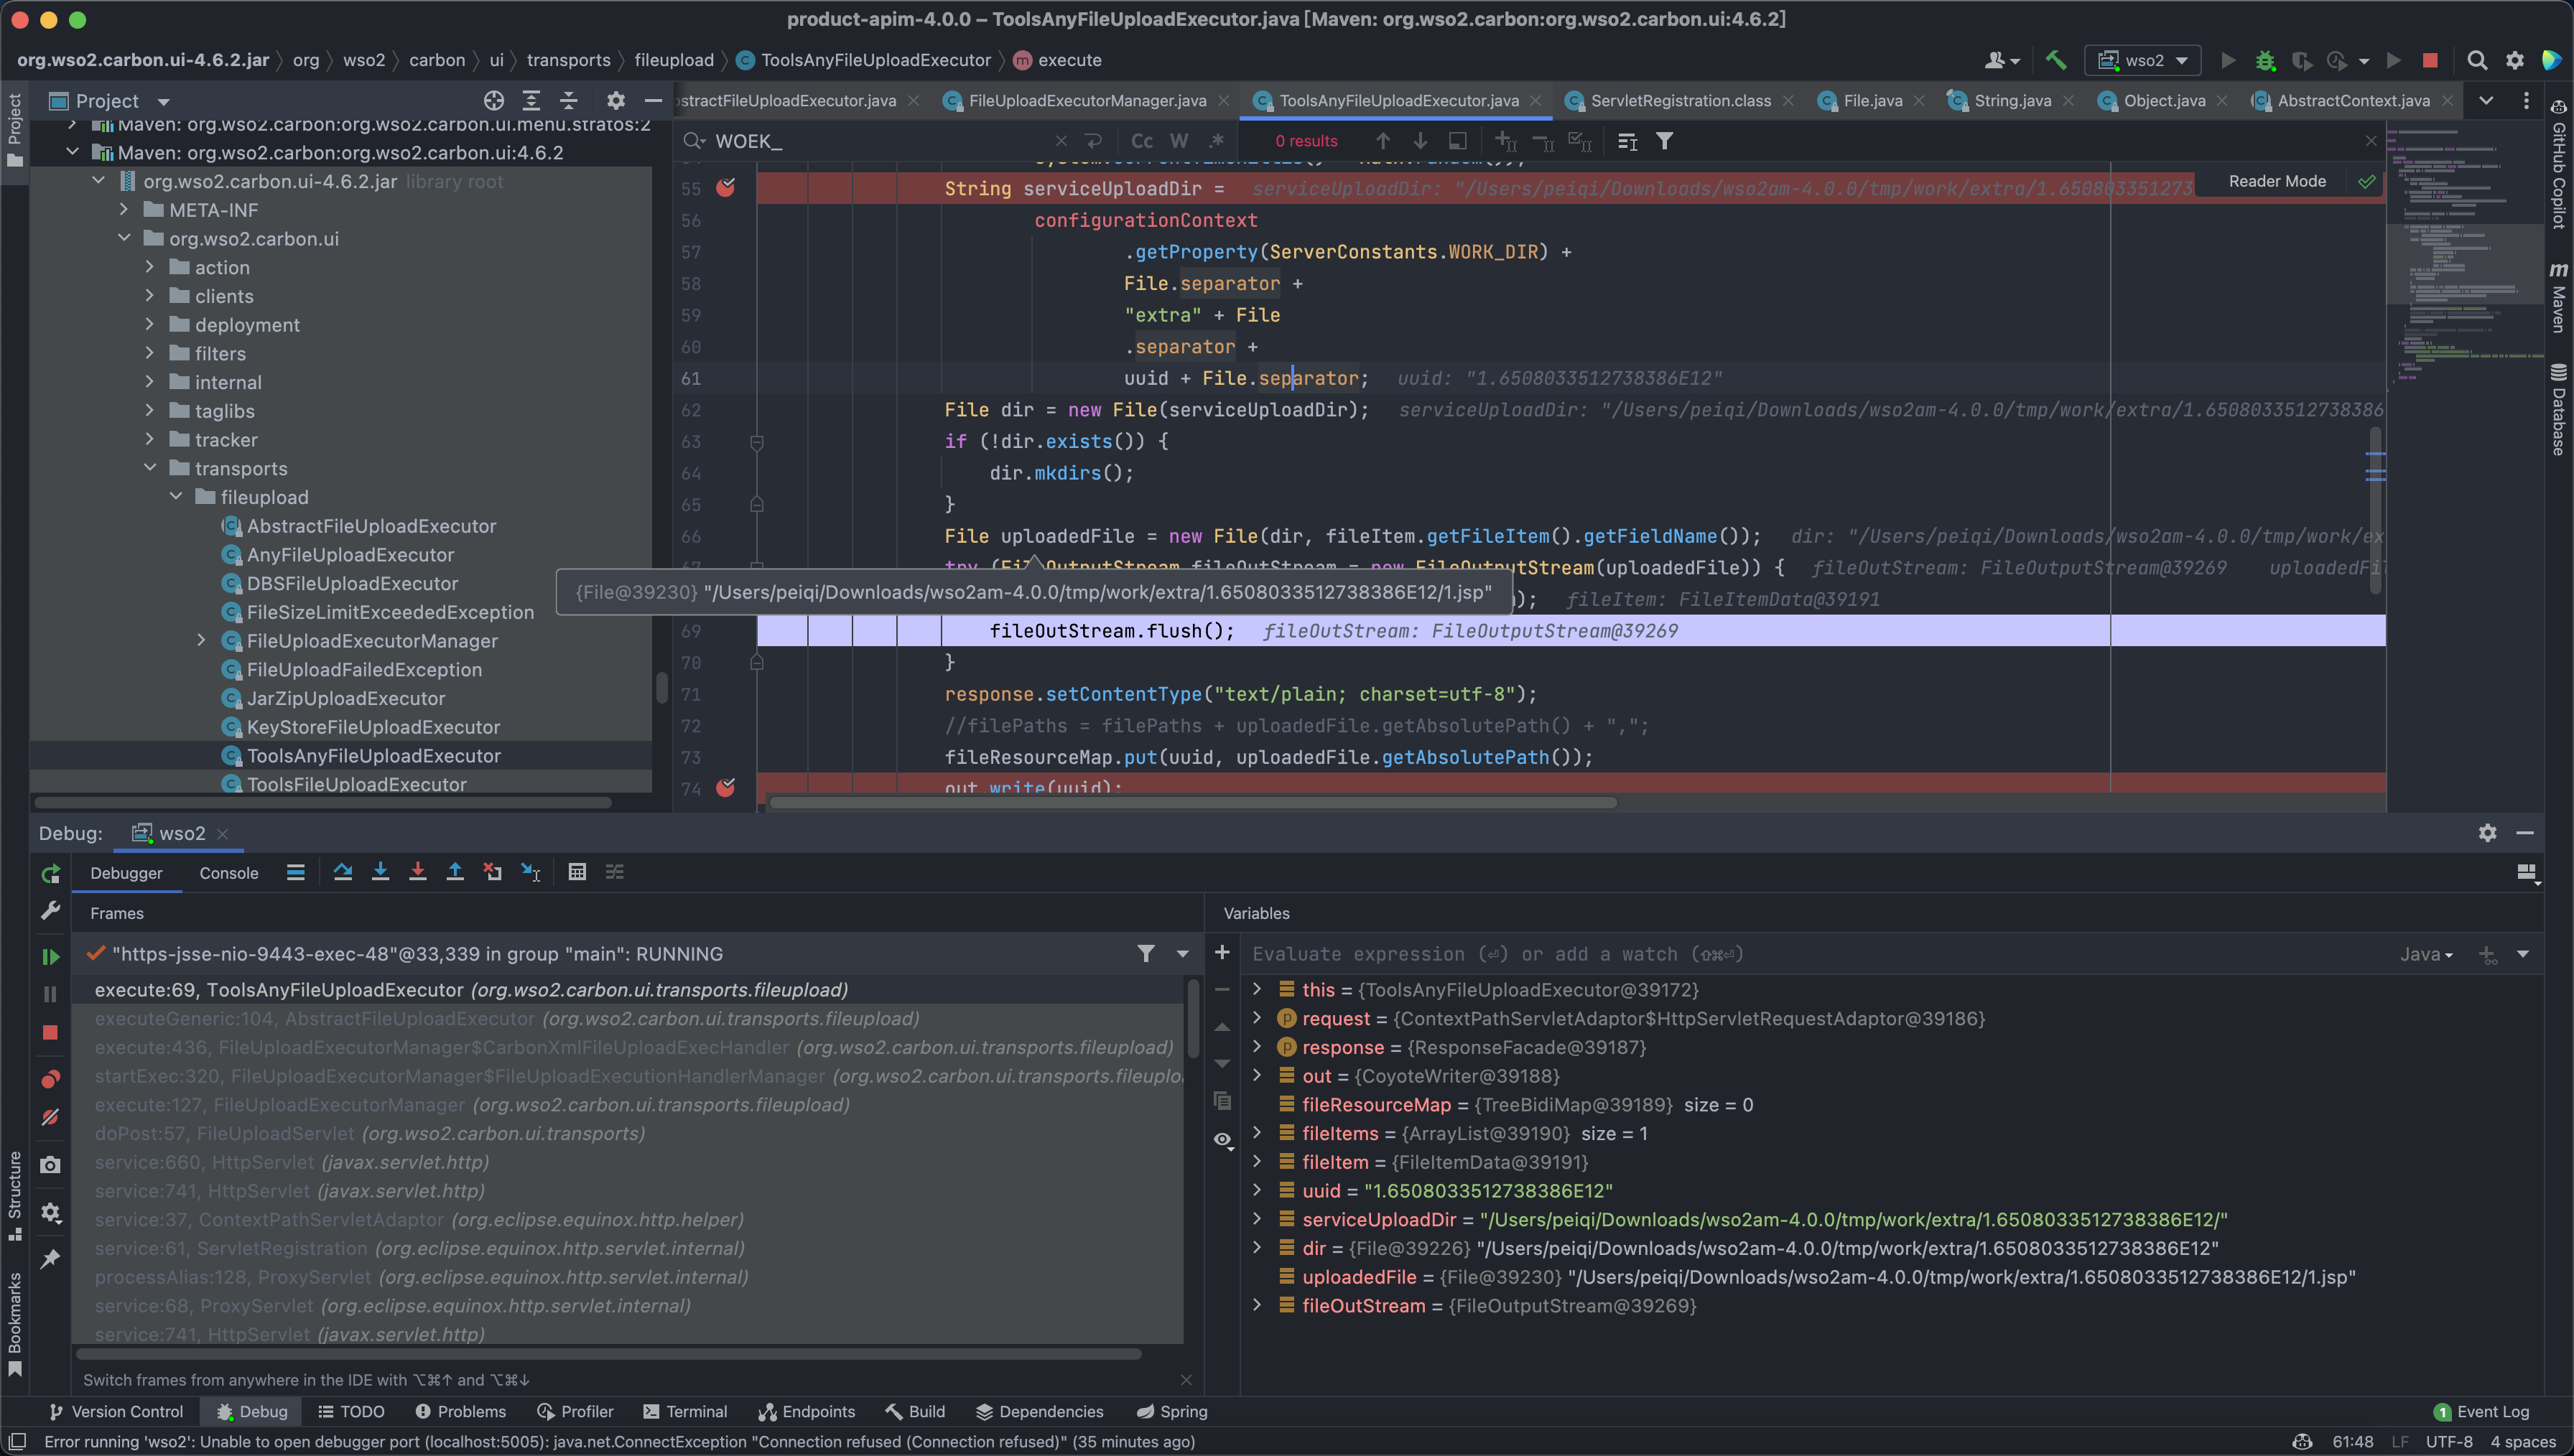 product-apim-4.0.0 – ToolsAnyFileUploadExecutor.java [Maven: org.wso2.carbon:org.wso2.carbon.ui:4.6.2]
org.wso2.carbon.ui-4.6.2.jar org wso2 carbon ui transports fileupload ToolsAnyFileUploadExecutor execute
wso2
Project
stractFileUploadExecutor.java FileUploadExecutorManager.java ToolsAnyFileUploadExecutor.java ServletRegistration.class File.java String.java Object.java AbstractContext.java
WOEK_ Cc W .* 0 results
Project
Maven: org.wso2.carbon:org.wso2.carbon.ui.menu.stratos:2
Maven: org.wso2.carbon:org.wso2.carbon.ui:4.6.2
org.wso2.carbon.ui-4.6.2.jar library root
META-INF
org.wso2.carbon.ui
action
clients
deployment
filters
internal
taglibs
tracker
transports
fileupload
AbstractFileUploadExecutor
AnyFileUploadExecutor
DBSFileUploadExecutor
FileSizeLimitExceededException
FileUploadExecutorManager
FileUploadFailedException
JarZipUploadExecutor
KeyStoreFileUploadExecutor
ToolsAnyFileUploadExecutor
ToolsFileUploadExecutor
Reader Mode
55 String serviceUploadDir = serviceUploadDir: "/Users/peiqi/Downloads/wso2am-4.0.0/tmp/work/extra/1.650803351273
56 configurationContext
57 .getProperty(ServerConstants.WORK_DIR) +
58 File.separator +
59 "extra" + File
60 .separator +
61 uuid + File.separator; uuid: "1.6508033512738386E12"
62 File dir = new File(serviceUploadDir); serviceUploadDir: "/Users/peiqi/Downloads/wso2am-4.0.0/tmp/work/extra/1.6508033512738386
63 if (!dir.exists()) {
64 dir.mkdirs();
65 }
66 File uploadedFile = new File(dir, fileItem.getFileItem().getFieldName()); dir: "/Users/peiqi/Downloads/wso2am-4.0.0/tmp/work/ex
67 try (FileOutputStream fileOutStream = new FileOutputStream(uploadedFile)) { fileOutStream: FileOutputStream@39269 uploadedFil
{File@39230} "/Users/peiqi/Downloads/wso2am-4.0.0/tmp/work/extra/1.6508033512738386E12/1.jsp"
); fileItem: FileItemData@39191
69 fileOutStream.flush(); fileOutStream: FileOutputStream@39269
70 }
71 response.setContentType("text/plain; charset=utf-8");
72 //filePaths = filePaths + uploadedFile.getAbsolutePath() + ",";
73 fileResourceMap.put(uuid, uploadedFile.getAbsolutePath());
74 out.write(uuid);
GitHub Copilot
Maven
Database
Debug: wso2
Debugger Console
Frames
"https-jsse-nio-9443-exec-48"@33,339 in group "main": RUNNING
execute:69, ToolsAnyFileUploadExecutor (org.wso2.carbon.ui.transports.fileupload)
executeGeneric:104, AbstractFileUploadExecutor (org.wso2.carbon.ui.transports.fileupload)
execute:436, FileUploadExecutorManager$CarbonXmlFileUploadExecHandler (org.wso2.carbon.ui.transports.fileupload)
startExec:320, FileUploadExecutorManager$FileUploadExecutionHandlerManager (org.wso2.carbon.ui.transports.fileuplo
execute:127, FileUploadExecutorManager (org.wso2.carbon.ui.transports.fileupload)
doPost:57, FileUploadServlet (org.wso2.carbon.ui.transports)
service:660, HttpServlet (javax.servlet.http)
service:741, HttpServlet (javax.servlet.http)
service:37, ContextPathServletAdaptor (org.eclipse.equinox.http.helper)
service:61, ServletRegistration (org.eclipse.equinox.http.servlet.internal)
processAlias:128, ProxyServlet (org.eclipse.equinox.http.servlet.internal)
service:68, ProxyServlet (org.eclipse.equinox.http.servlet.internal)
service:741, HttpServlet (javax.servlet.http)
Switch frames from anywhere in the IDE with ⌥⌘↑ and ⌥⌘↓
Variables
Evaluate expression (⏎) or add a watch (⇧⌘⏎) Java
this = {ToolsAnyFileUploadExecutor@39172}
request = {ContextPathServletAdaptor$HttpServletRequestAdaptor@39186}
response = {ResponseFacade@39187}
out = {CoyoteWriter@39188}
fileResourceMap = {TreeBidiMap@39189} size = 0
fileItems = {ArrayList@39190} size = 1
fileItem = {FileItemData@39191}
uuid = "1.6508033512738386E12"
serviceUploadDir = "/Users/peiqi/Downloads/wso2am-4.0.0/tmp/work/extra/1.6508033512738386E12/"
dir = {File@39226} "/Users/peiqi/Downloads/wso2am-4.0.0/tmp/work/extra/1.6508033512738386E12"
uploadedFile = {File@39230} "/Users/peiqi/Downloads/wso2am-4.0.0/tmp/work/extra/1.6508033512738386E12/1.jsp"
fileOutStream = {FileOutputStream@39269}
Structure
Bookmarks
Version Control Debug TODO Problems Profiler Terminal Endpoints Build Dependencies Spring 1 Event Log
Error running 'wso2': Unable to open debugger port (localhost:5005): java.net.ConnectException "Connection refused (Connection refused)" (35 minutes ago) 61:48 LF UTF-8 4 spaces